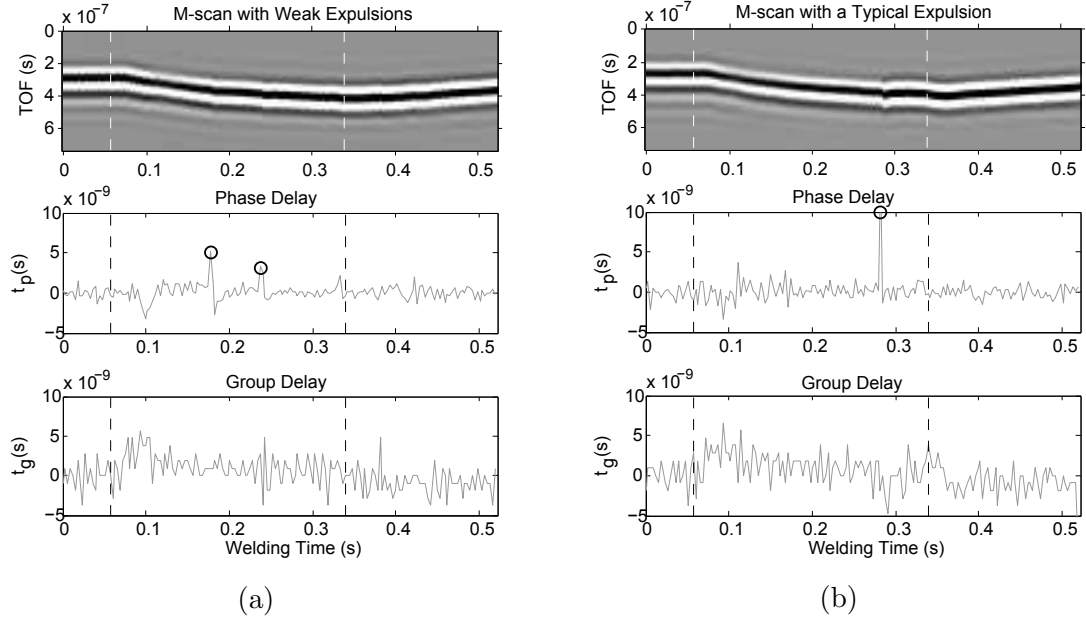 M-scan with Weak Expulsions
x 10⁻⁷
TOF (s)
0
2
4
6
0 0.1 0.2 0.3 0.4 0.5
Phase Delay
x 10⁻⁹
t_p(s)
10
5
0
−5
0 0.1 0.2 0.3 0.4 0.5
Group Delay
x 10⁻⁹
t_g(s)
10
5
0
−5
0 0.1 0.2 0.3 0.4 0.5
Welding Time (s)
(a)
M-scan with a Typical Expulsion
x 10⁻⁷
TOF (s)
0
2
4
6
0 0.1 0.2 0.3 0.4 0.5
Phase Delay
x 10⁻⁹
t_p(s)
10
5
0
−5
0 0.1 0.2 0.3 0.4 0.5
Group Delay
x 10⁻⁹
t_g(s)
10
5
0
−5
0 0.1 0.2 0.3 0.4 0.5
Welding Time (s)
(b)